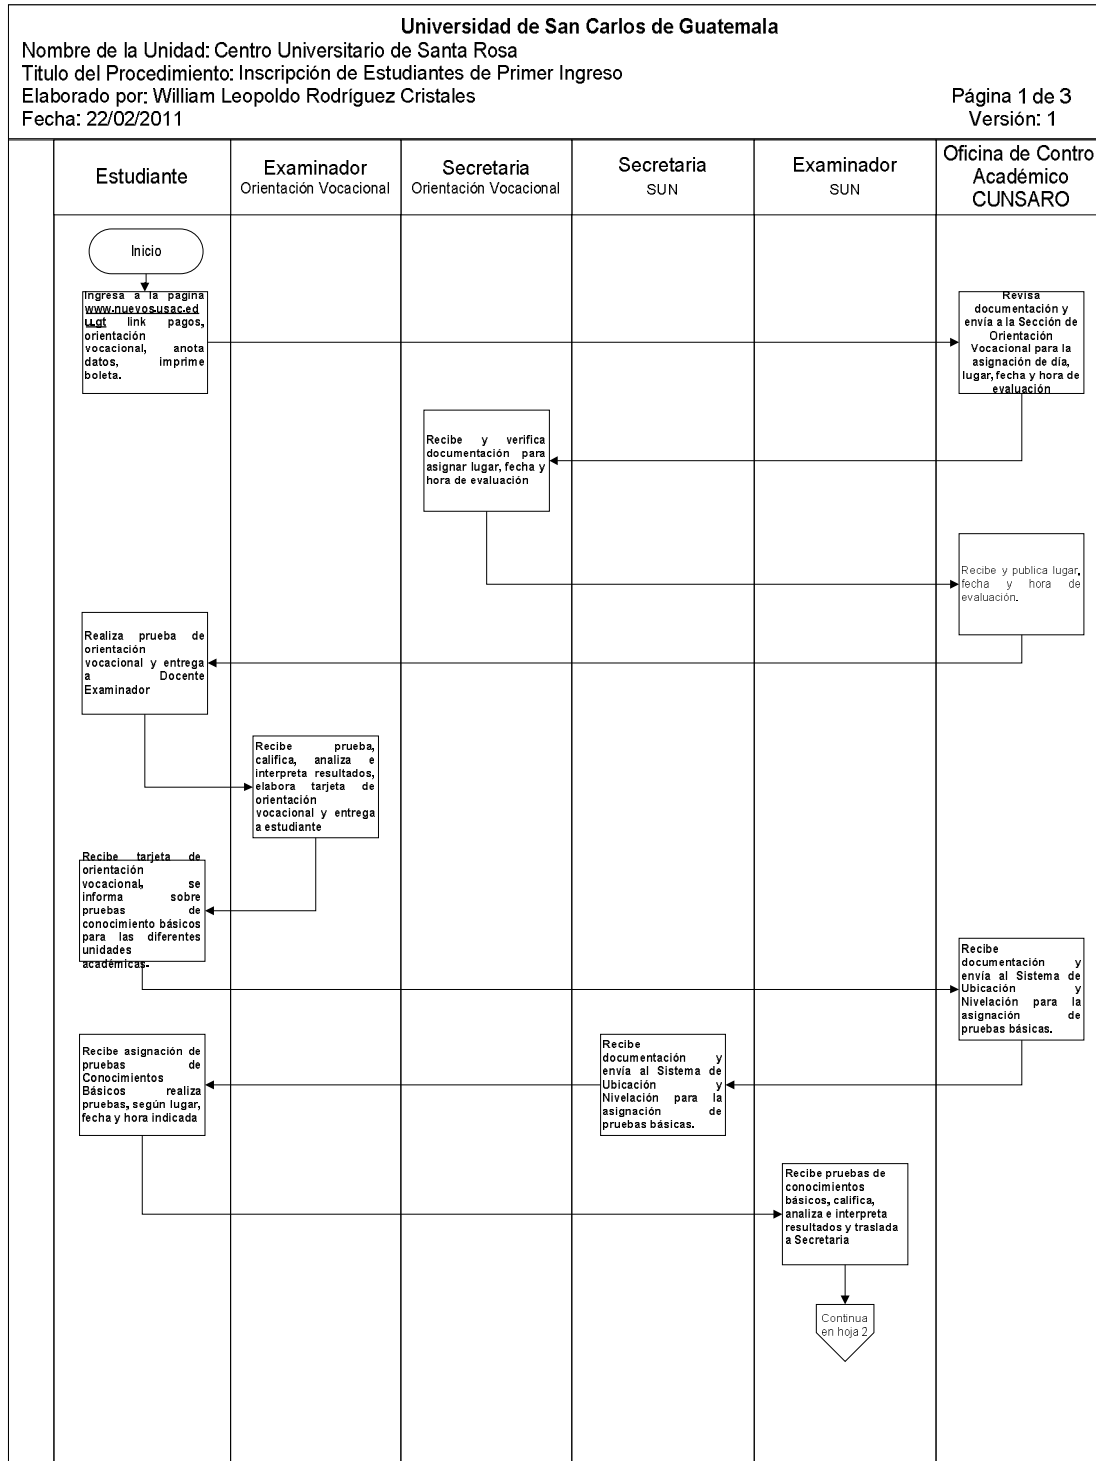 Universidad de San Carlos de Guatemala
Nombre de la Unidad: Centro Universitario de Santa Rosa
Titulo del Procedimiento: Inscripción de Estudiantes de Primer Ingreso
Elaborado por: William Leopoldo Rodríguez Cristales
Página 1 de 3
Fecha: 22/02/2011
Versión: 1
Estudiante
Examinador
Orientación Vocacional
Secretaria
Orientación Vocacional
Secretaria
SUN
Examinador
SUN
Oficina de Contro
Académico
CUNSARO
Inicio
Ingresa a la pagina
www.nuevos.usac.ed
u.gt link pagos,
orientación
vocacional, anota
datos, imprime
boleta.
Revisa
documentación y
envía a la Sección de
Orientación
Vocacional para la
asignación de día,
lugar, fecha y hora de
evaluación
Recibe y verifica
documentación para
asignar lugar, fecha y
hora de evaluación
Recibe y publica lugar,
fecha y hora de
evaluación.
Realiza prueba de
orientación
vocacional y entrega
a Docente
Examinador
Recibe prueba,
califica, analiza e
interpreta resultados,
elabora tarjeta de
orientación
vocacional y entrega
a estudiante
Recibe tarjeta de
orientación
vocacional, se
informa sobre
pruebas de
conocimiento básicos
para las diferentes
unidades
académicas.
Recibe
documentación y
envía al Sistema de
Ubicación y
Nivelación para la
asignación de
pruebas básicas.
Recibe
documentación y
envía al Sistema de
Ubicación y
Nivelación para la
asignación de
pruebas básicas.
Recibe asignación de
pruebas de
Conocimientos
Básicos realiza
pruebas, según lugar,
fecha y hora indicada
Recibe pruebas de
conocimientos
básicos, califica,
analiza e interpreta
resultados y traslada
a Secretaria
Continua
en hoja 2